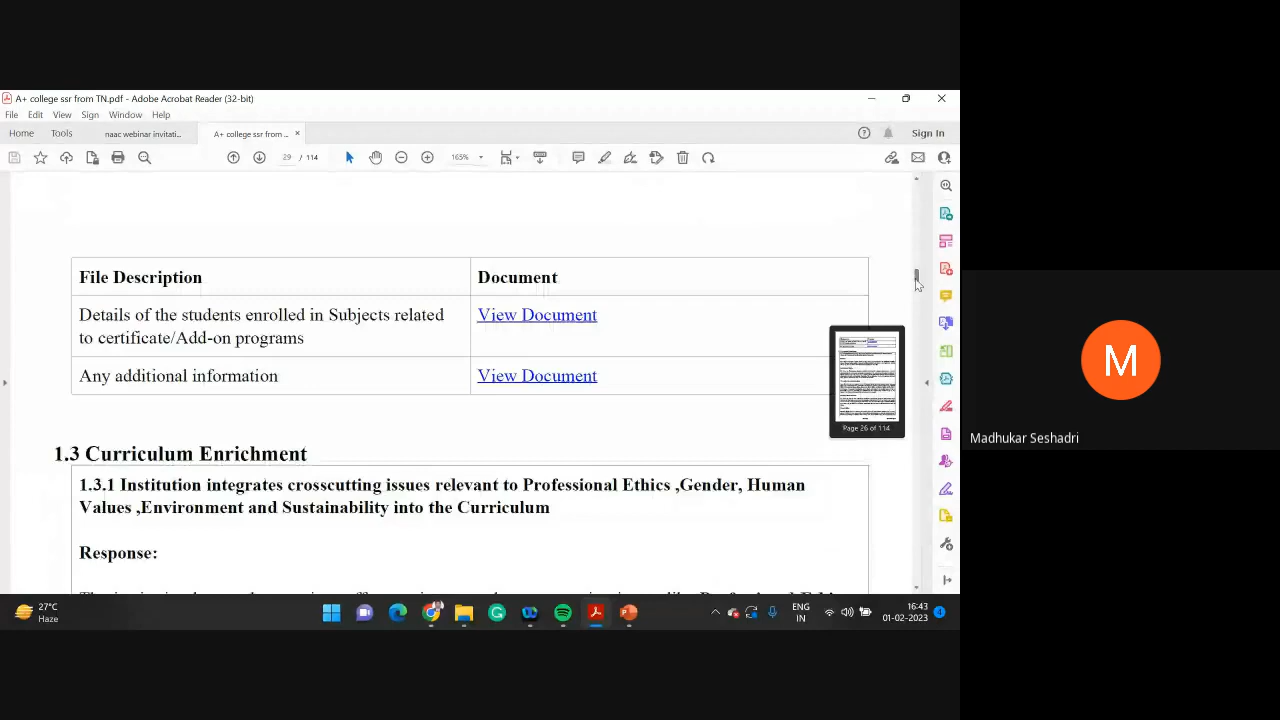 A+ college ssr from TN.pdf - Adobe Acrobat Reader (32-bit)
File Edit View Sign Window Help
Home Tools naac webinar invitati... A+ college ssr from ... × Sign In
29 / 114 165%
File Description Document
Details of the students enrolled in Subjects related View Document
to certificate/Add-on programs
Any additional information View Document
Page 26 of 114
1.3 Curriculum Enrichment
1.3.1 Institution integrates crosscutting issues relevant to Professional Ethics ,Gender, Human
Values ,Environment and Sustainability into the Curriculum
Response:
M
Madhukar Seshadri
27°C
Haze
ENG
IN
16:43
01-02-2023